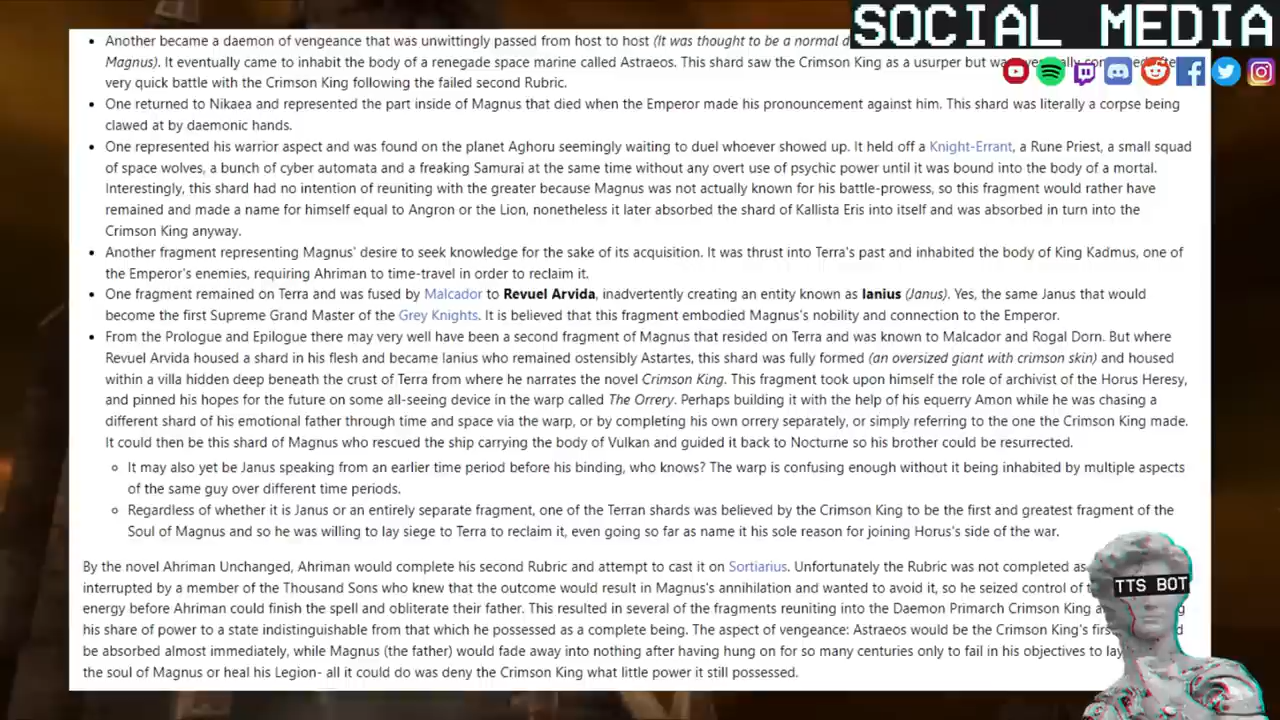 SOCIAL MEDIA
• Another became a daemon of vengeance that was unwittingly passed from host to host (It was thought to be a normal
Magnus). It eventually came to inhabit the body of a renegade space marine called Astraeos. This shard saw the Crimson King as a usurper but
very quick battle with the Crimson King following the failed second Rubric.
• One returned to Nikaea and represented the part inside of Magnus that died when the Emperor made his pronouncement against him. This shard was literally a corpse being
clawed at by daemonic hands.
• One represented his warrior aspect and was found on the planet Aghoru seemingly waiting to duel whoever showed up. It held off a Knight-Errant, a Rune Priest, a small squad
of space wolves, a bunch of cyber automata and a freaking Samurai at the same time without any overt use of psychic power until it was bound into the body of a mortal.
Interestingly, this shard had no intention of reuniting with the greater because Magnus was not actually known for his battle-prowess, so this fragment would rather have
remained and made a name for himself equal to Angron or the Lion, nonetheless it later absorbed the shard of Kallista Eris into itself and was absorbed in turn into the
Crimson King anyway.
• Another fragment representing Magnus' desire to seek knowledge for the sake of its acquisition. It was thrust into Terra's past and inhabited the body of King Kadmus, one of
the Emperor's enemies, requiring Ahriman to time-travel in order to reclaim it.
• One fragment remained on Terra and was fused by Malcador to Revuel Arvida, inadvertently creating an entity known as Ianius (Janus). Yes, the same Janus that would
become the first Supreme Grand Master of the Grey Knights. It is believed that this fragment embodied Magnus's nobility and connection to the Emperor.
• From the Prologue and Epilogue there may very well have been a second fragment of Magnus that resided on Terra and was known to Malcador and Rogal Dorn. But where
Revuel Arvida housed a shard in his flesh and became Ianius who remained ostensibly Astartes, this shard was fully formed (an oversized giant with crimson skin) and housed
within a villa hidden deep beneath the crust of Terra from where he narrates the novel Crimson King. This fragment took upon himself the role of archivist of the Horus Heresy,
and pinned his hopes for the future on some all-seeing device in the warp called The Orrery. Perhaps building it with the help of his equerry Amon while he was chasing a
different shard of his emotional father through time and space via the warp, or by completing his own orrery separately, or simply referring to the one the Crimson King made.
It could then be this shard of Magnus who rescued the ship carrying the body of Vulkan and guided it back to Nocturne so his brother could be resurrected.
◦ It may also yet be Janus speaking from an earlier time period before his binding, who knows? The warp is confusing enough without it being inhabited by multiple aspects
of the same guy over different time periods.
◦ Regardless of whether it is Janus or an entirely separate fragment, one of the Terran shards was believed by the Crimson King to be the first and greatest fragment of the
Soul of Magnus and so he was willing to lay siege to Terra to reclaim it, even going so far as name it his sole reason for joining Horus's side of the war.
By the novel Ahriman Unchanged, Ahriman would complete his second Rubric and attempt to cast it on Sortiarius. Unfortunately the Rubric was not completed as
interrupted by a member of the Thousand Sons who knew that the outcome would result in Magnus's annihilation and wanted to avoid it, so he seized control of
energy before Ahriman could finish the spell and obliterate their father. This resulted in several of the fragments reuniting into the Daemon Primarch Crimson King
his share of power to a state indistinguishable from that which he possessed as a complete being. The aspect of vengeance: Astraeos would be the Crimson King's
be absorbed almost immediately, while Magnus (the father) would fade away into nothing after having hung on for so many centuries only to fail in his objectives to
the soul of Magnus or heal his Legion- all it could do was deny the Crimson King what little power it still possessed.
TTS BOT